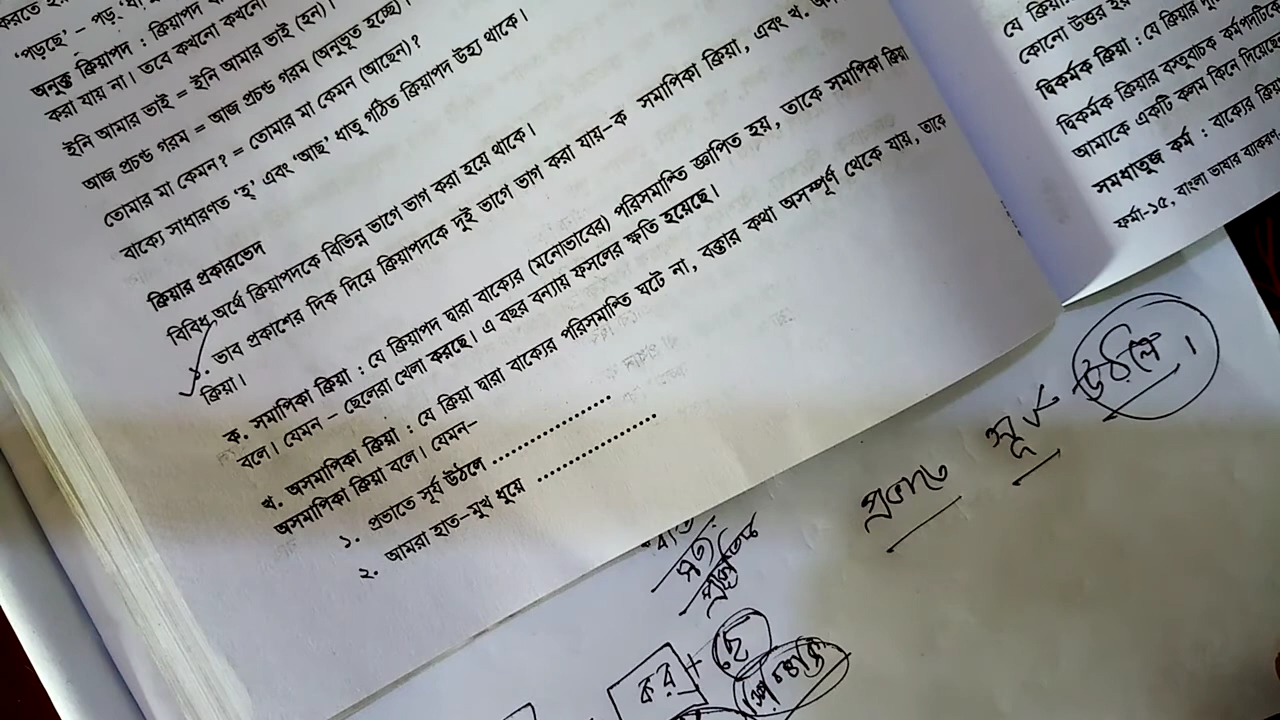 করতে
'পড়ছে' – পড়্
অনুক্ত ক্রিয়াপদ : ক্রিয়াপদ
করা যায় না। তবে কখনো কখনো
ইনি আমার ভাই = ইনি আমার ভাই (হন)।
আজ প্রচণ্ড গরম = আজ প্রচণ্ড গরম (অনুভূত হচ্ছে)।
তোমার মা কেমন? = তোমার মা কেমন (আছেন)?
বাক্যে সাধারণত 'হ্' এবং 'আছ্' ধাতু গঠিত ক্রিয়াপদ উহ্য থাকে।
ক্রিয়ার প্রকারভেদ
বিবিধ অর্থে ক্রিয়াপদকে বিভিন্ন ভাগে ভাগ করা হয়ে থাকে।
১. ভাব প্রকাশের দিক দিয়ে ক্রিয়াপদকে দুই ভাগে ভাগ করা যায়–ক সমাপিকা ক্রিয়া, এবং খ.
ক্রিয়া।
ক. সমাপিকা ক্রিয়া : যে ক্রিয়াপদ দ্বারা বাক্যের (মনোভাবের) পরিসমাপ্তি জ্ঞাপিত হয়, তাকে সমাপিকা ক্রিয়া
বলে। যেমন – ছেলেরা খেলা করছে। এ বছর বন্যায় ফসলের ক্ষতি হয়েছে।
খ. অসমাপিকা ক্রিয়া : যে ক্রিয়া দ্বারা বাক্যের পরিসমাপ্তি ঘটে না, বক্তার কথা অসম্পূর্ণ থেকে যায়, তাকে
অসমাপিকা ক্রিয়া বলে। যেমন–
১. প্রভাতে সূর্য উঠলে ....................
২. আমরা হাত–মুখ ধুয়ে ....................
যে ক্রিয়া
কোনো উত্তর
দ্বিকর্মক ক্রিয়া : যে ক্রিয়ার
দ্বিকর্মক ক্রিয়ার বস্তুবাচক কর্মপদটিকে
আমাকে একটি কলম কিনে দিয়েছেন
সমধাতুজ কর্ম : বাক্যের ক্রিয়া
ফর্মা-১৫, বাংলা ভাষার ব্যাকরণ
প্রভাতে সূর্য উঠলে।
কর + ছে